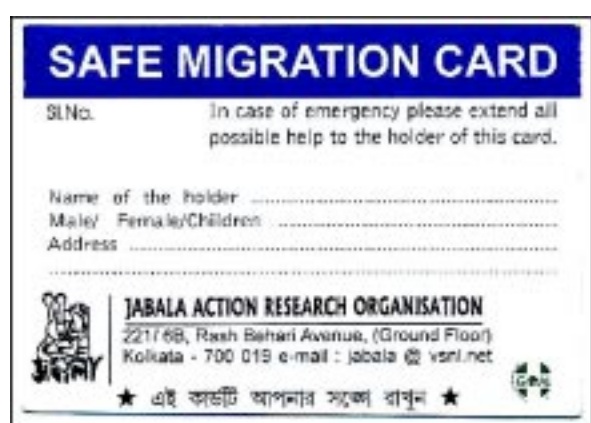 SAFE MIGRATION CARD
Sl.No.
In case of emergency please extend all
possible help to the holder of this card.
Name of the holder
Male/ Female/Children
Address
JABALA ACTION RESEARCH ORGANISATION
221/ 6B, Rash Behari Avenue, (Ground Floor)
Kolkata - 700 019 e-mail : jabala @ vsnl.net
জবালা
★ এই কার্ডটি আপনার সঙ্গে রাখুন ★